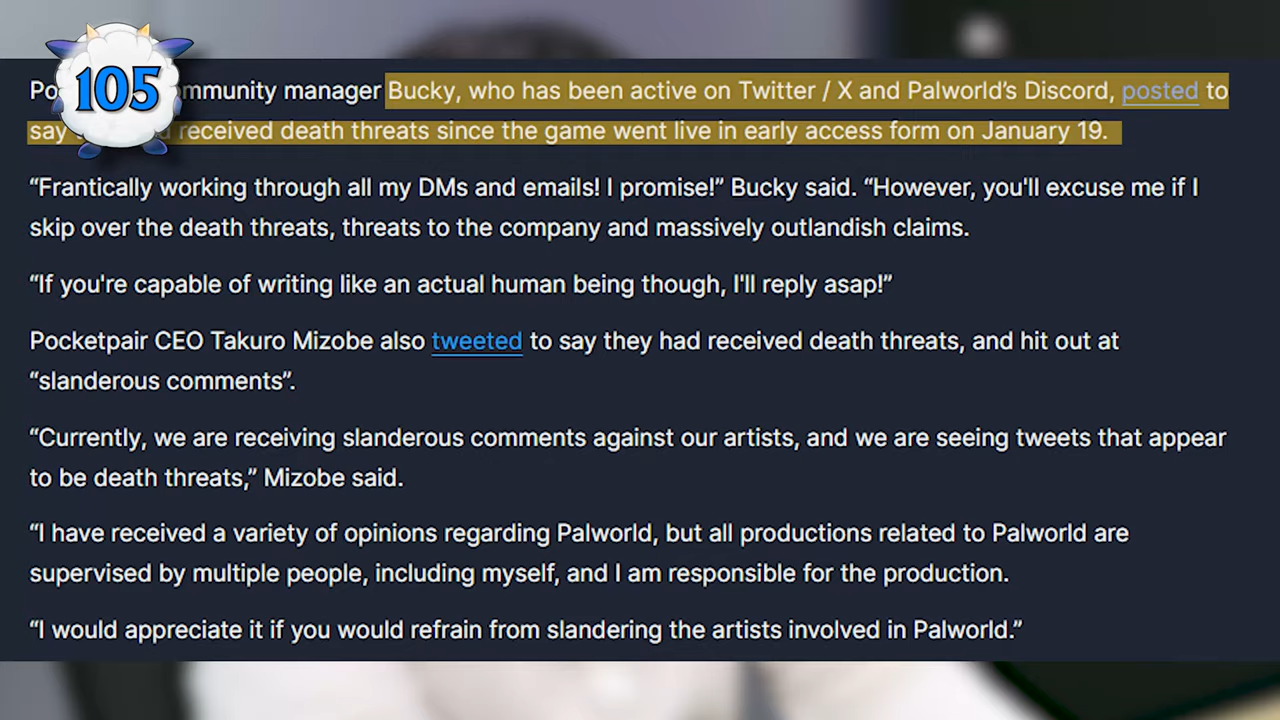 105
community manager Bucky, who has been active on Twitter / X and Palworld’s Discord, posted to
say received death threats since the game went live in early access form on January 19.
“Frantically working through all my DMs and emails! I promise!” Bucky said. “However, you'll excuse me if I
skip over the death threats, threats to the company and massively outlandish claims.
“If you're capable of writing like an actual human being though, I'll reply asap!”
Pocketpair CEO Takuro Mizobe also tweeted to say they had received death threats, and hit out at
“slanderous comments”.
“Currently, we are receiving slanderous comments against our artists, and we are seeing tweets that appear
to be death threats,” Mizobe said.
“I have received a variety of opinions regarding Palworld, but all productions related to Palworld are
supervised by multiple people, including myself, and I am responsible for the production.
“I would appreciate it if you would refrain from slandering the artists involved in Palworld.”